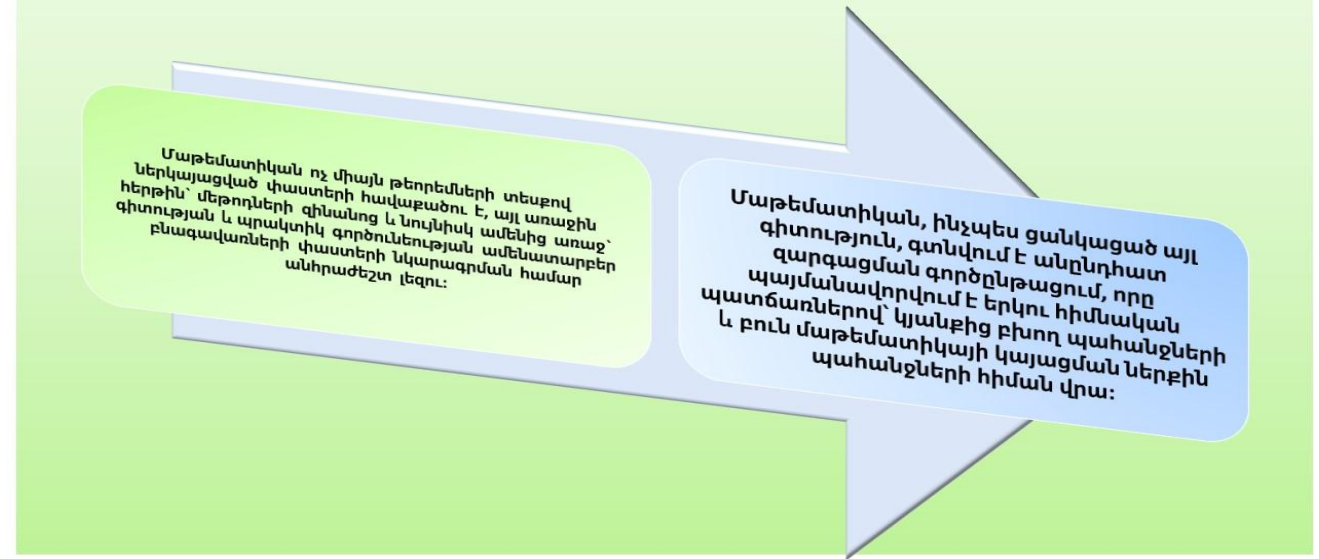 Մաթեմատիկան ոչ միայն թեորեմների տեսքով
ներկայացված փաստերի հավաքածու է, այլ առաջին
հերթին՝ մեթոդների զինանոց և նույնիսկ ամենից առաջ՝
գիտության և պրակտիկ գործունեության ամենատարբեր
բնագավառների փաստերի նկարագրման համար
անհրաժեշտ լեզու:
Մաթեմատիկան, ինչպես ցանկացած այլ
գիտություն, գտնվում է անընդհատ
զարգացման գործընթացում, որը
պայմանավորվում է երկու հիմնական
պատճառներով՝ կյանքից բխող պահանջների
և բուն մաթեմատիկայի կայացման ներքին
պահանջների հիման վրա: